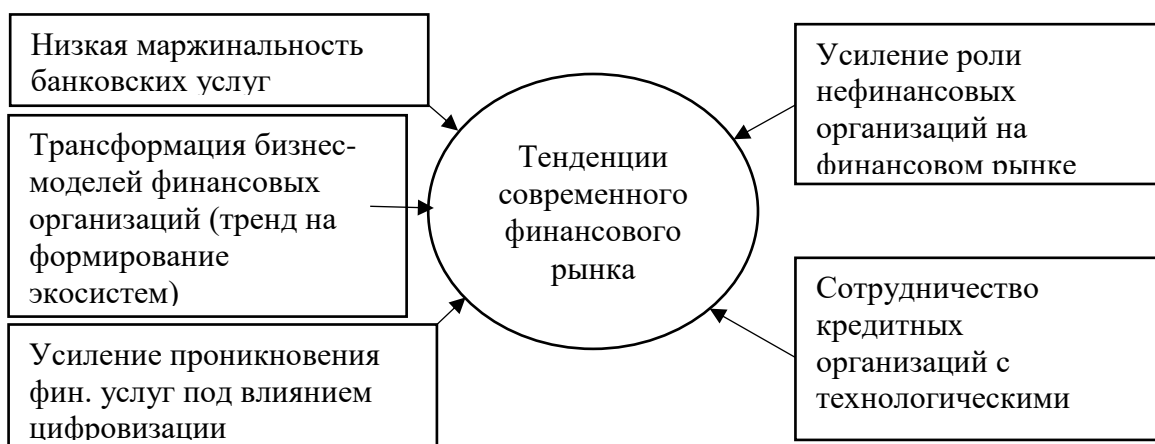 Низкая маржинальность
банковских услуг
Трансформация бизнес-
моделей финансовых
организаций (тренд на
формирование
экосистем)
Усиление проникновения
фин. услуг под влиянием
цифровизации
Тенденции
современного
финансового
рынка
Усиление роли
нефинансовых
организаций на
финансовом рынке
Сотрудничество
кредитных
организаций с
технологическими